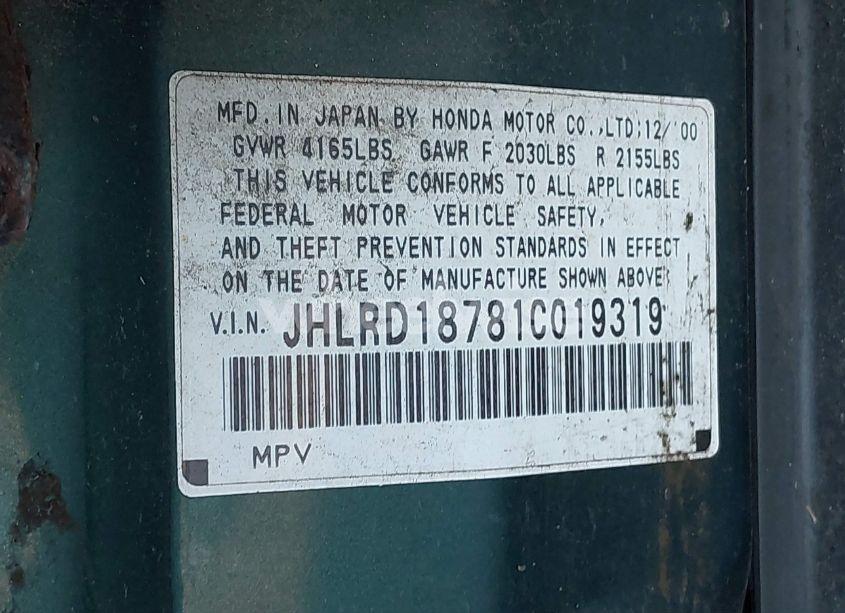 MFD. IN JAPAN BY HONDA MOTOR CO.,LTD; 12/'00
GVWR 4165LBS GAWR F 2030LBS R 2155LBS
THIS VEHICLE CONFORMS TO ALL APPLICABLE
FEDERAL MOTOR VEHICLE SAFETY,
AND THEFT PREVENTION STANDARDS IN EFFECT
ON THE DATE OF MANUFACTURE SHOWN ABOVE
V.I.N. JHLRD18781C019319
MPV